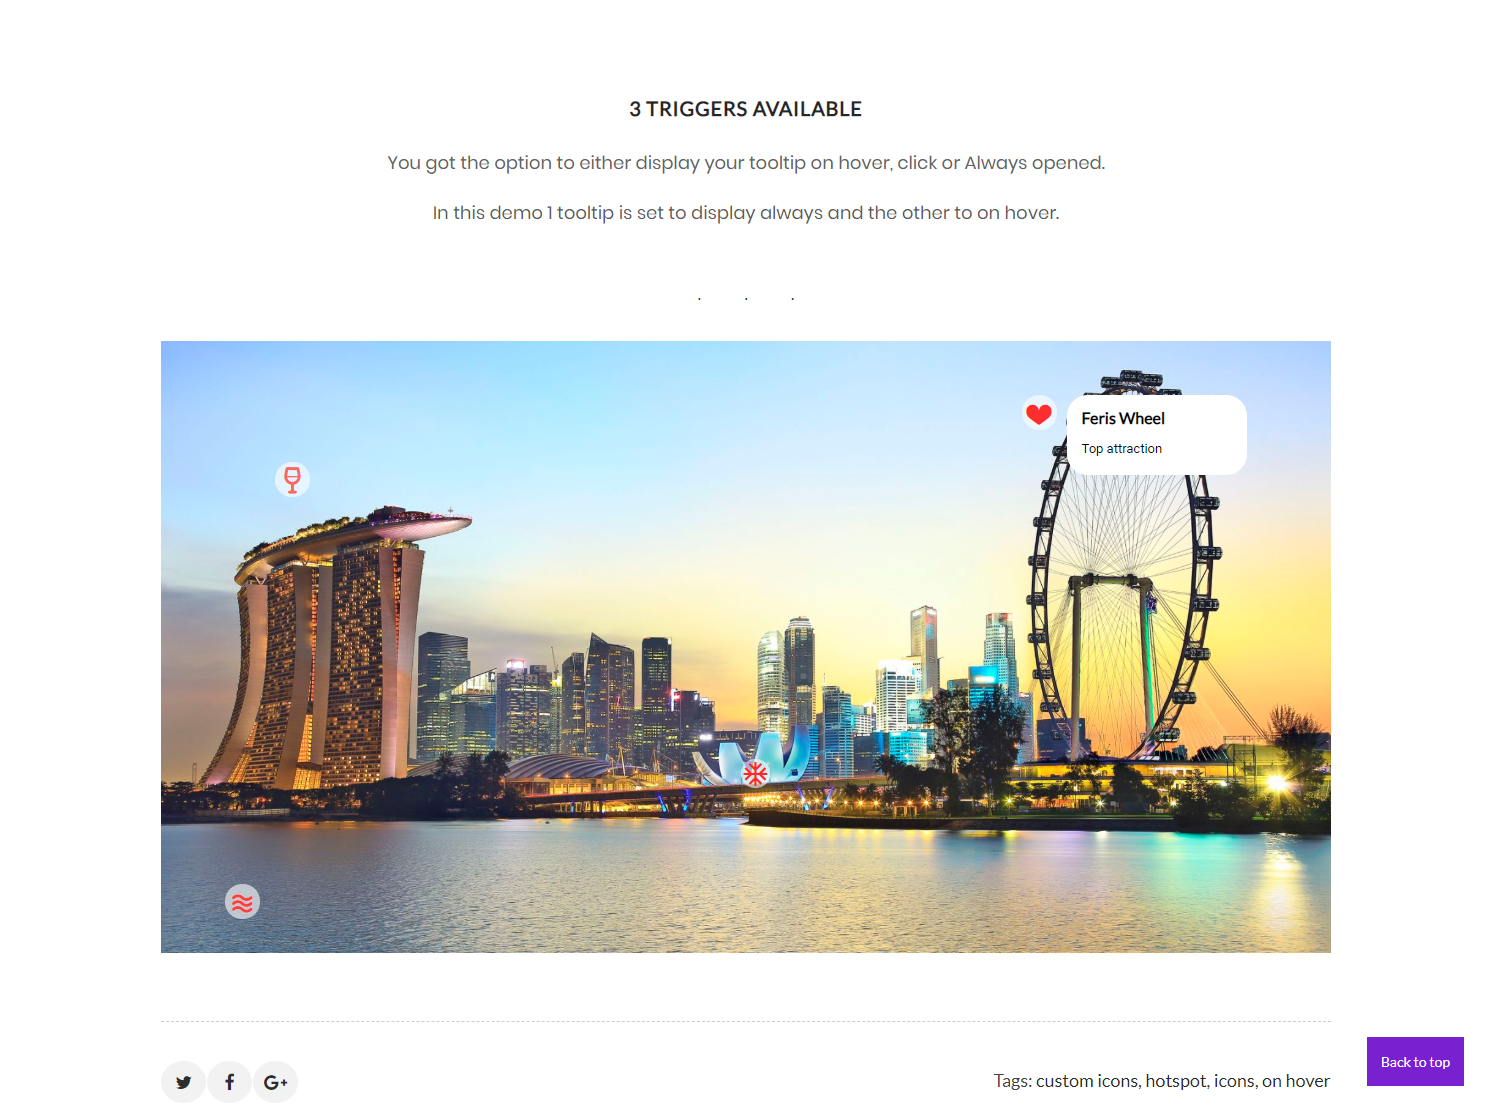 3 TRIGGERS AVAILABLE
You got the option to either display your tooltip on hover, click or Always opened.
In this demo 1 tooltip is set to display always and the other to on hover.
. . .
Feris Wheel
Top attraction
Tags: custom icons, hotspot, icons, on hover
Back to top